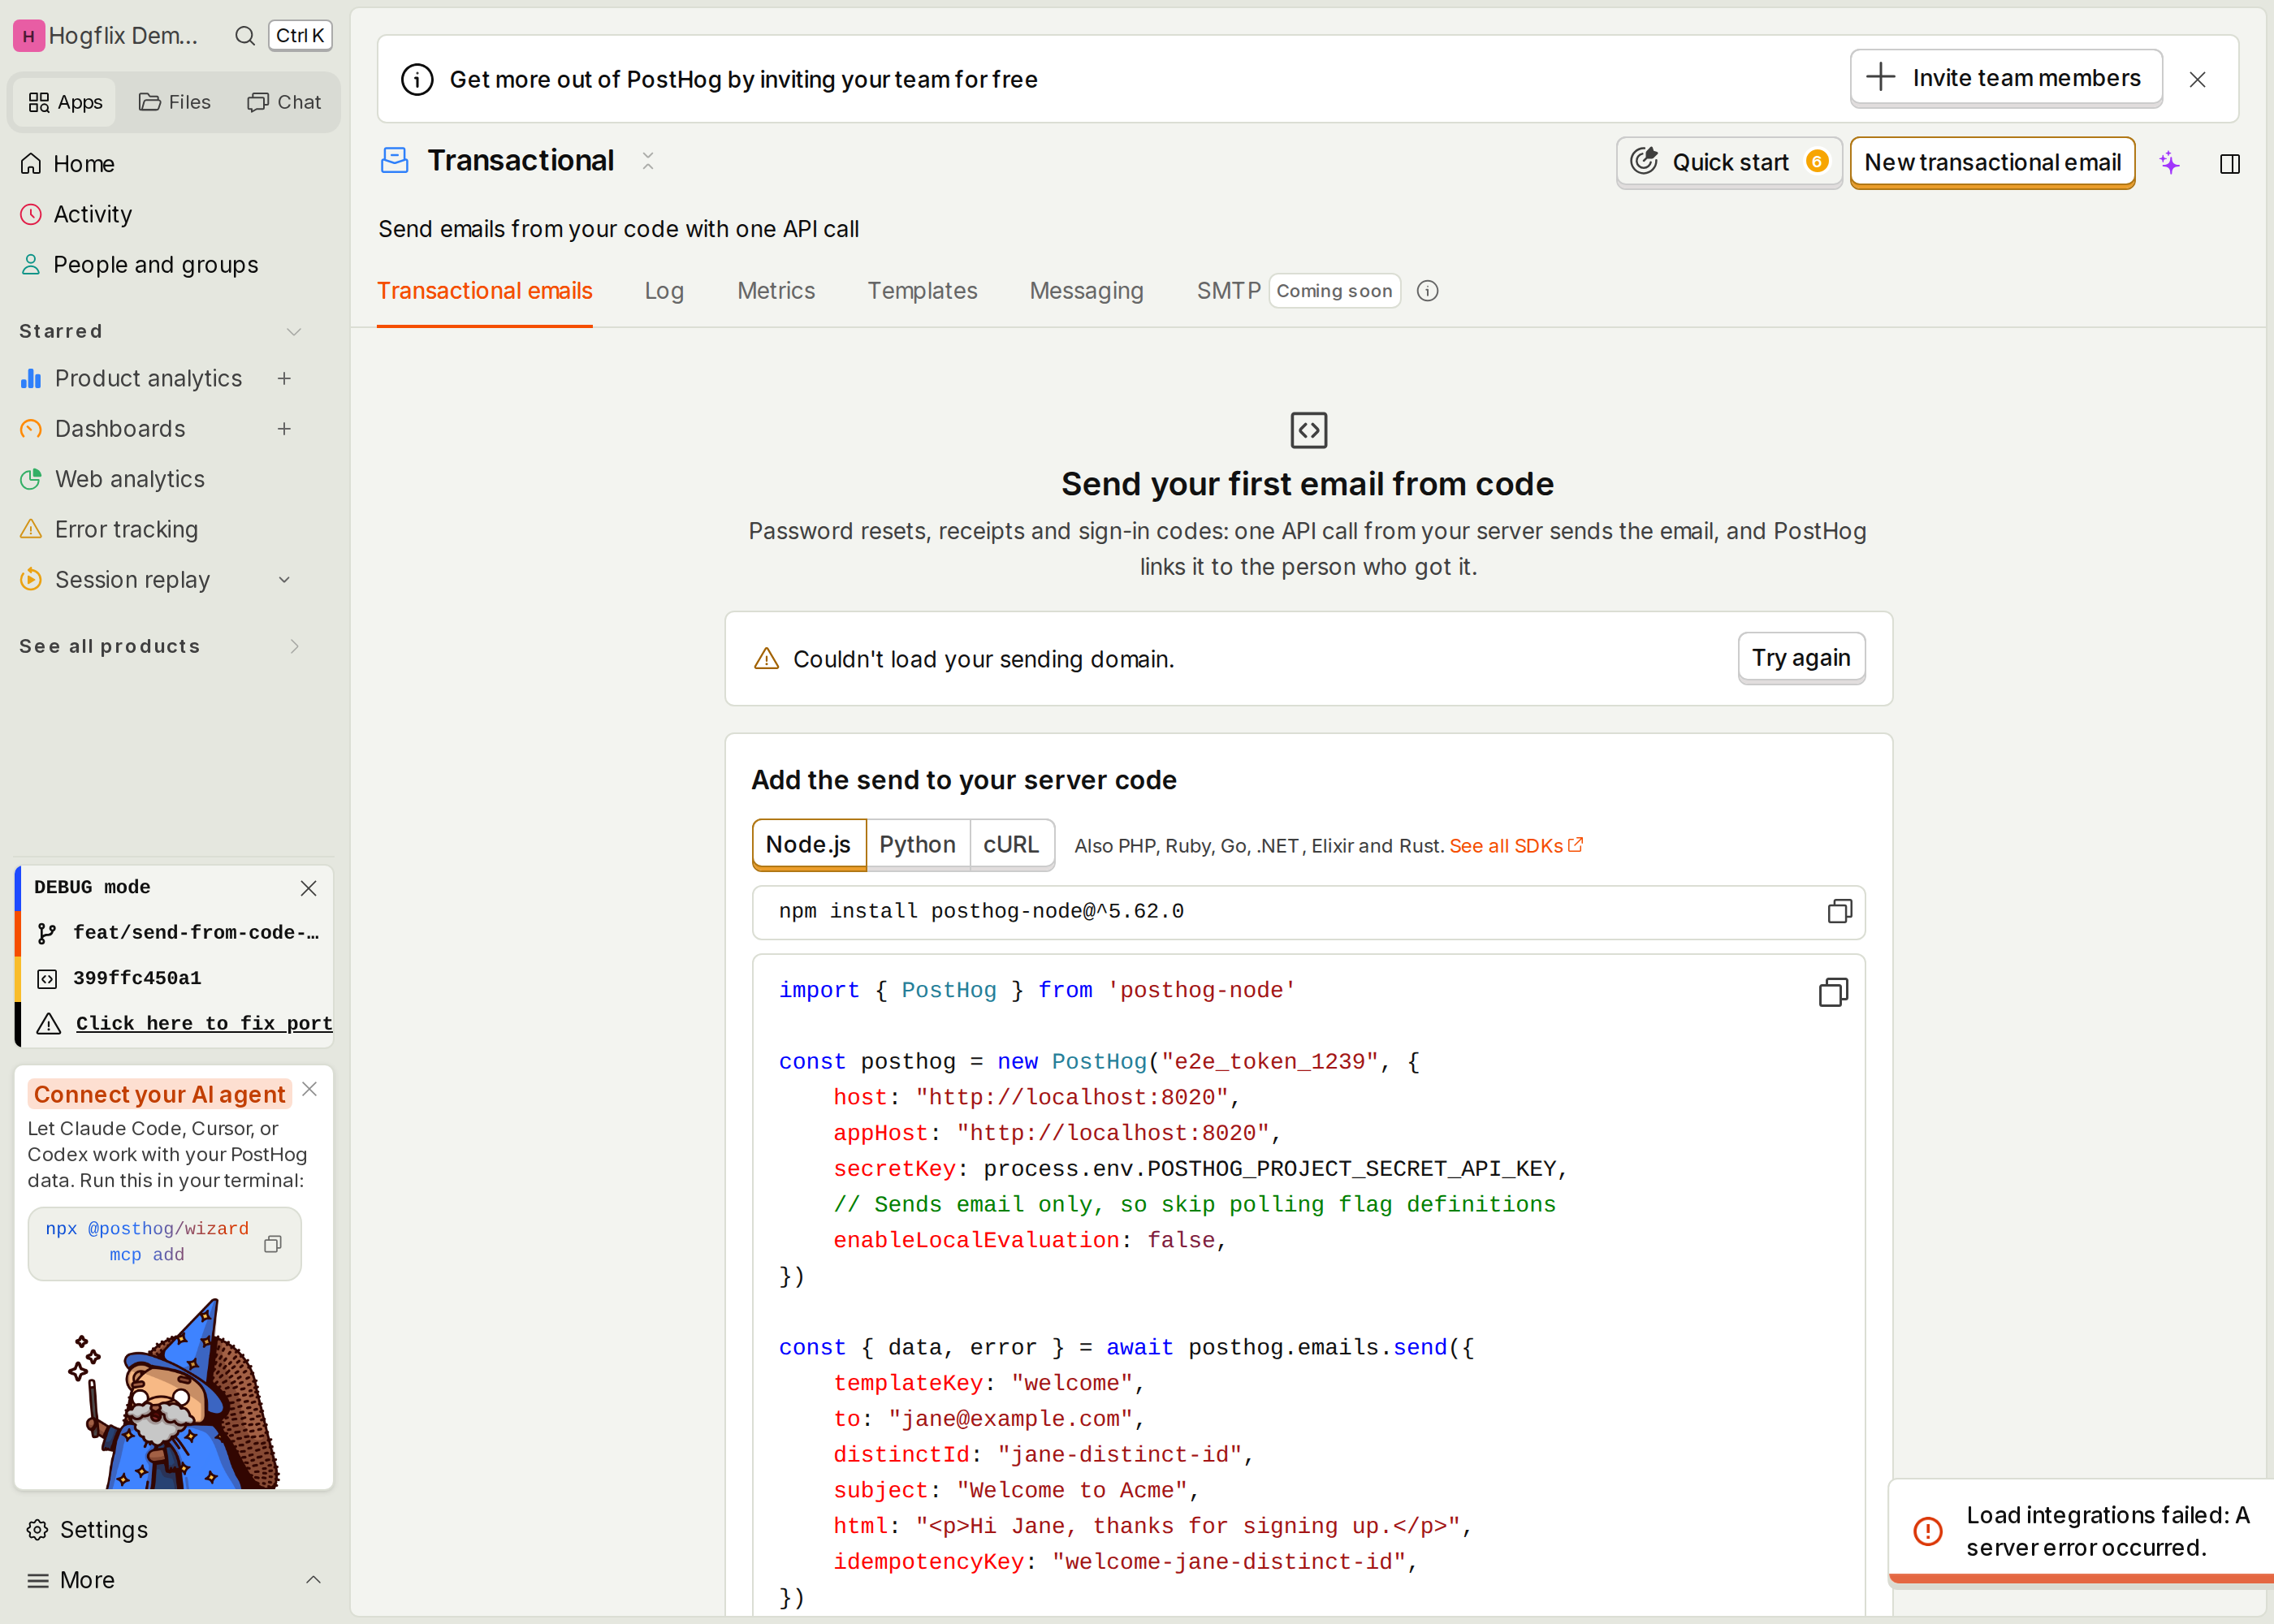 H Hogflix Dem... Ctrl K
Apps Files Chat
Home
Activity
People and groups
Starred
Product analytics
Dashboards
Web analytics
Error tracking
Session replay
See all products
DEBUG mode
feat/send-from-code-…
399ffc450a1
Click here to fix port
Connect your AI agent
Let Claude Code, Cursor, or
Codex work with your PostHog
data. Run this in your terminal:
npx @posthog/wizard
mcp add
Settings
More
Get more out of PostHog by inviting your team for free
Invite team members
Transactional
Quick start 6
New transactional email
Send emails from your code with one API call
Transactional emails Log Metrics Templates Messaging SMTP Coming soon
Send your first email from code
Password resets, receipts and sign-in codes: one API call from your server sends the email, and PostHog
links it to the person who got it.
Couldn't load your sending domain.
Try again
Add the send to your server code
Node.js Python cURL Also PHP, Ruby, Go, .NET, Elixir and Rust. See all SDKs
npm install posthog-node@^5.62.0
import { PostHog } from 'posthog-node'
const posthog = new PostHog("e2e_token_1239", {
host: "http://localhost:8020",
appHost: "http://localhost:8020",
secretKey: process.env.POSTHOG_PROJECT_SECRET_API_KEY,
// Sends email only, so skip polling flag definitions
enableLocalEvaluation: false,
})
const { data, error } = await posthog.emails.send({
templateKey: "welcome",
to: "jane@example.com",
distinctId: "jane-distinct-id",
subject: "Welcome to Acme",
html: "<p>Hi Jane, thanks for signing up.</p>",
idempotencyKey: "welcome-jane-distinct-id",
})
Load integrations failed: A
server error occurred.